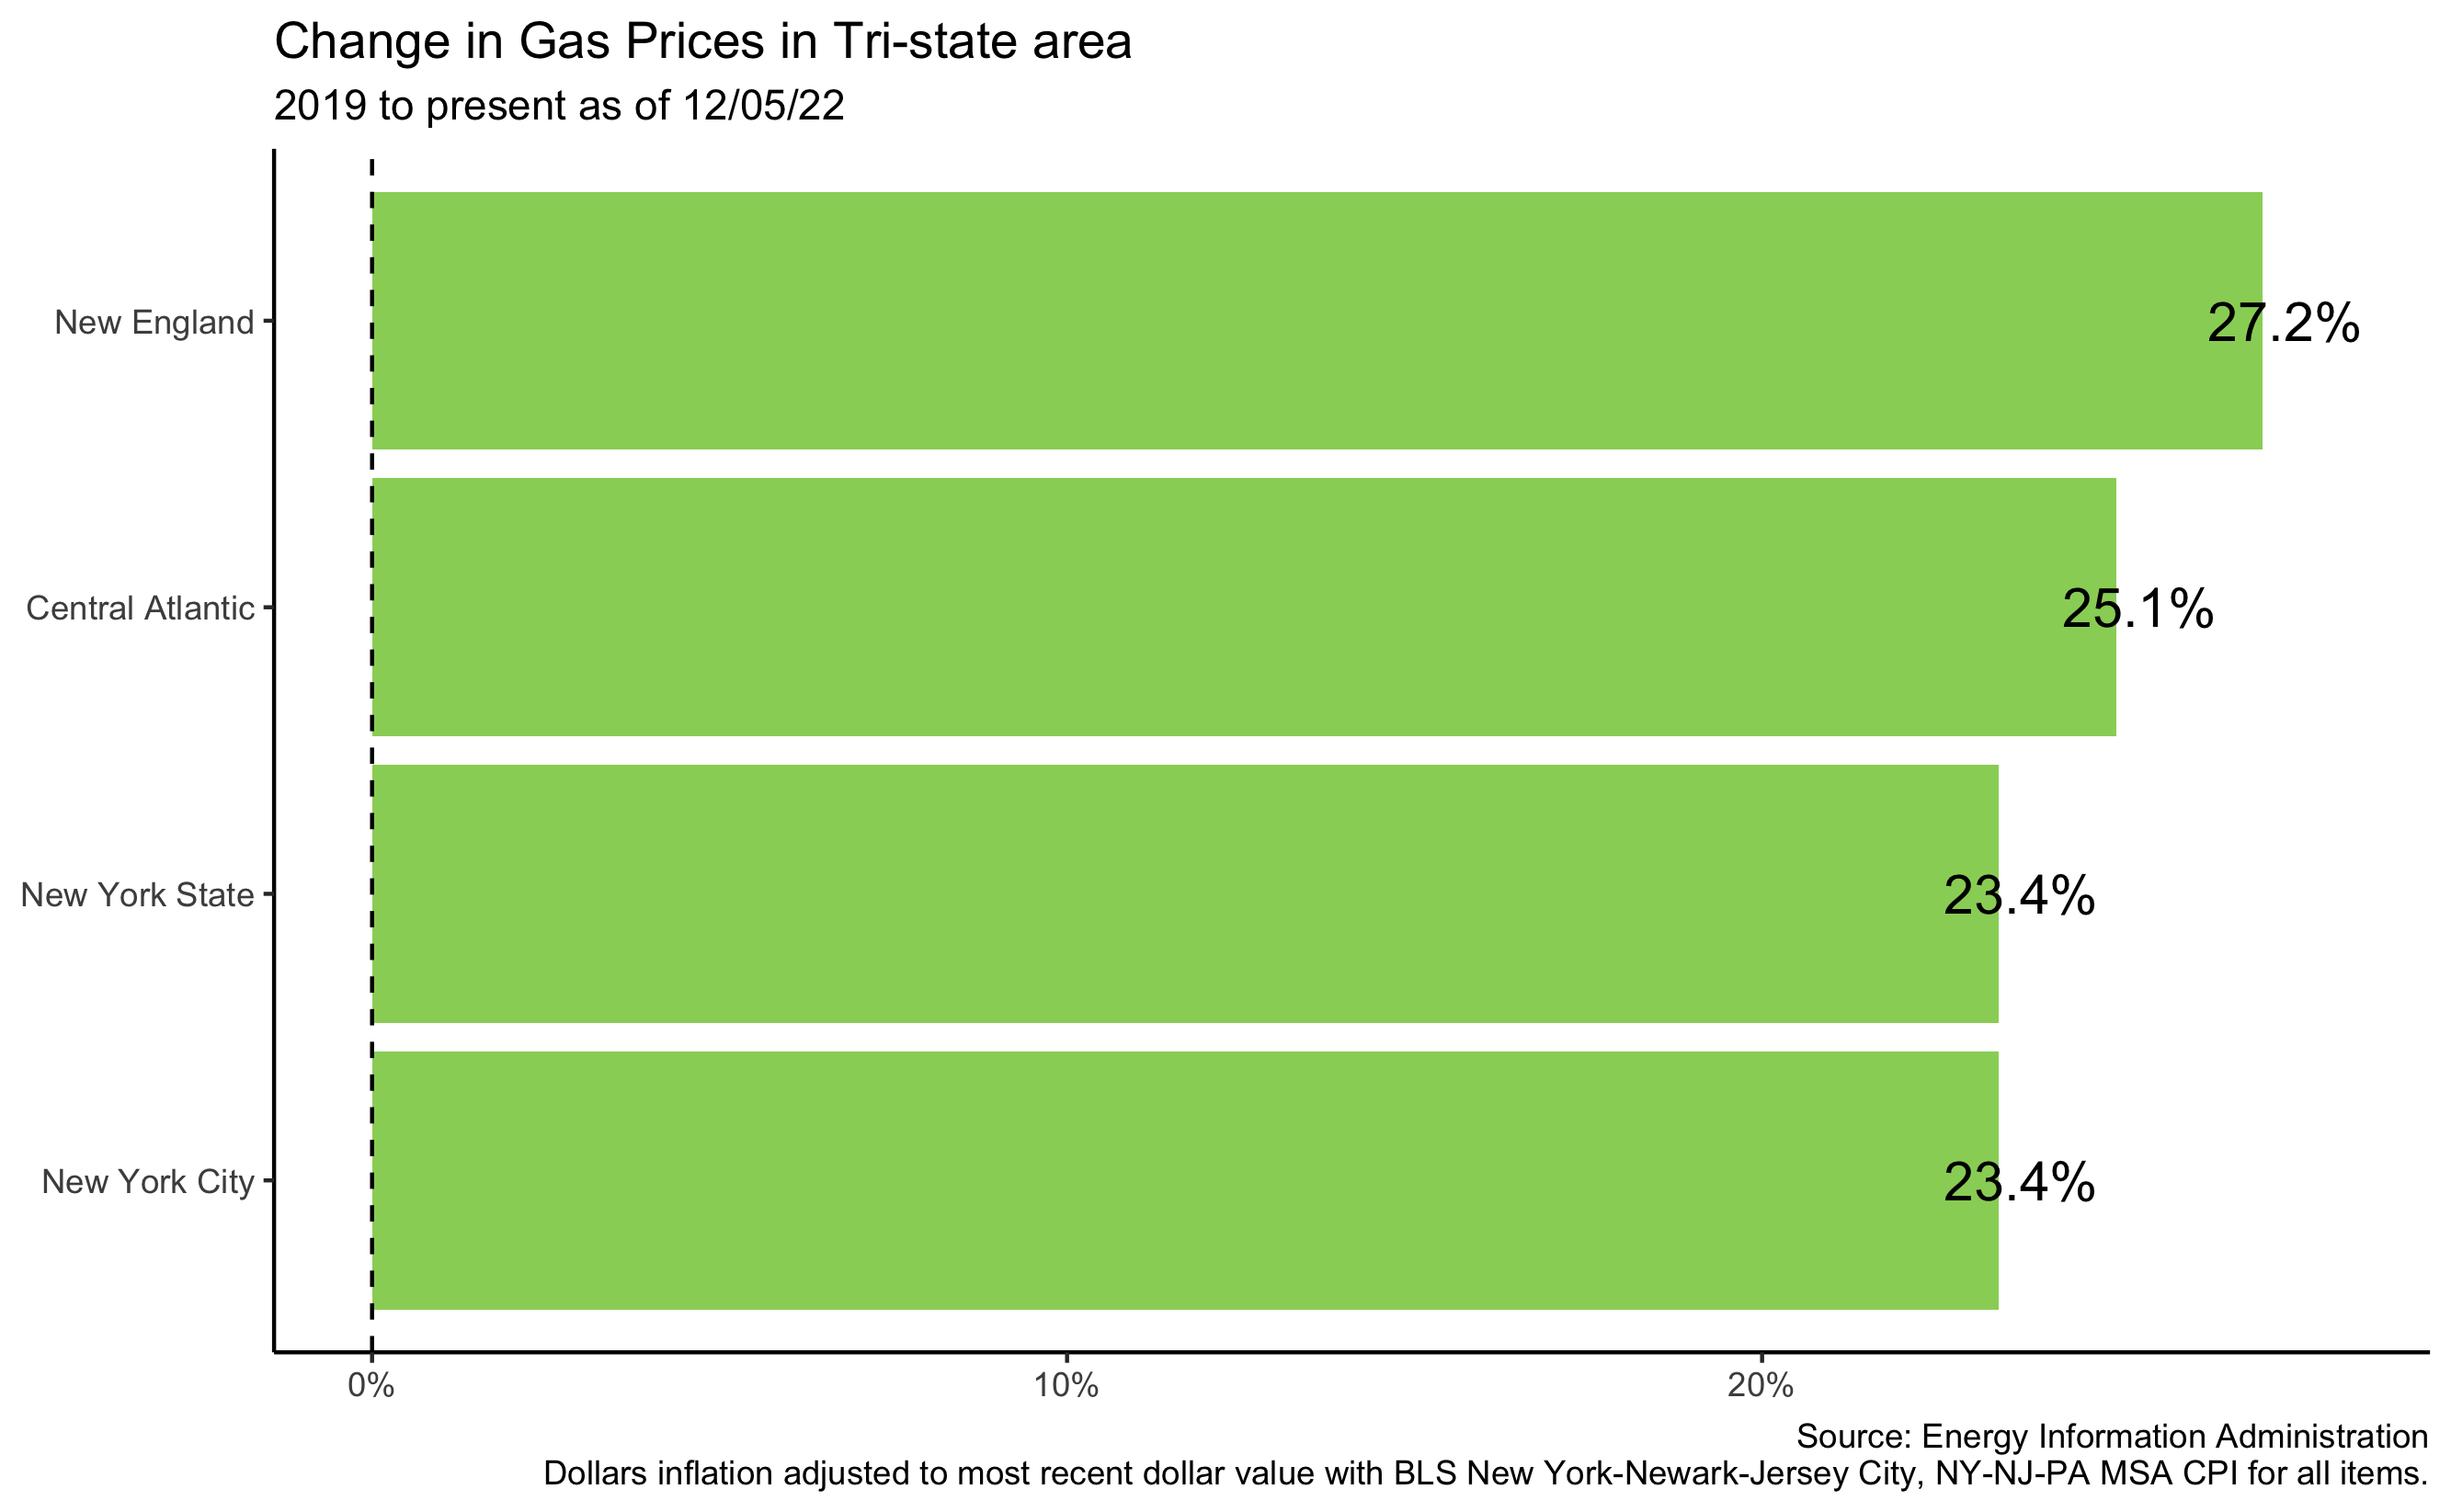 Change in Gas Prices in Tri-state area
2019 to present as of 12/05/22
New England
27.2%
Central Atlantic
25.1%
New York State
23.4%
New York City
23.4%
0%
10%
20%
Source: Energy Information Administration
Dollars inflation adjusted to most recent dollar value with BLS New York-Newark-Jersey City, NY-NJ-PA MSA CPI for all items.